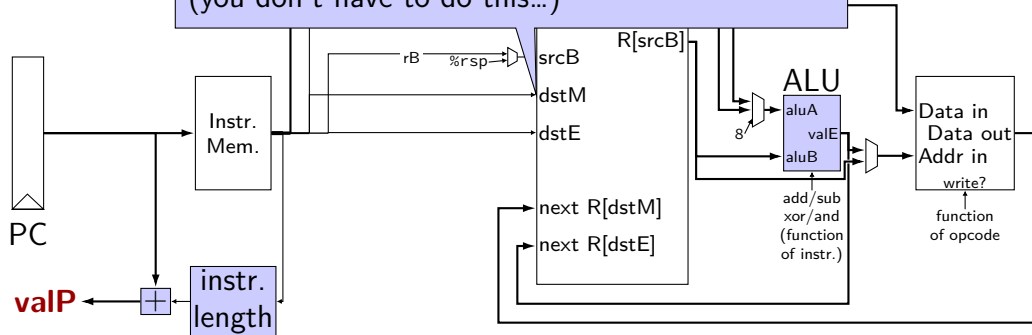 (you don't have to do this…)
R[srcB]
rB
%rsp
srcB
dstM
dstE
next R[dstM]
next R[dstE]
PC
Instr.
Mem.
valP
+
instr.
length
8
ALU
aluA
valE
aluB
add/sub
xor/and
(function
of instr.)
Data in
Data out
Addr in
write?
function
of opcode